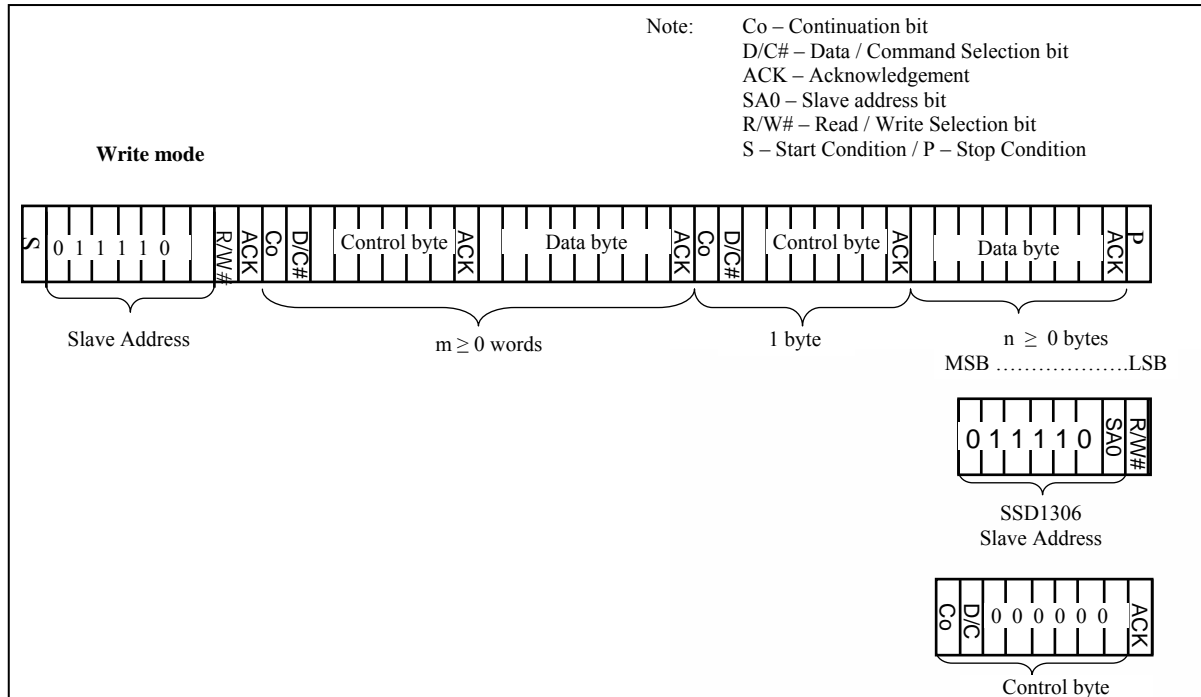 Note: Co – Continuation bit
D/C# – Data / Command Selection bit
ACK – Acknowledgement
SA0 – Slave address bit
R/W# – Read / Write Selection bit
S – Start Condition / P – Stop Condition
Write mode
S 0 1 1 1 1 0 R/W# ACK Co D/C# Control byte ACK Data byte ACK Co D/C# Control byte ACK Data byte ACK P
Slave Address m ≥ 0 words 1 byte n ≥ 0 bytes
MSB ………………….LSB
0 1 1 1 1 0 SA0 R/W#
SSD1306
Slave Address
Co D/C 0 0 0 0 0 0 ACK
Control byte